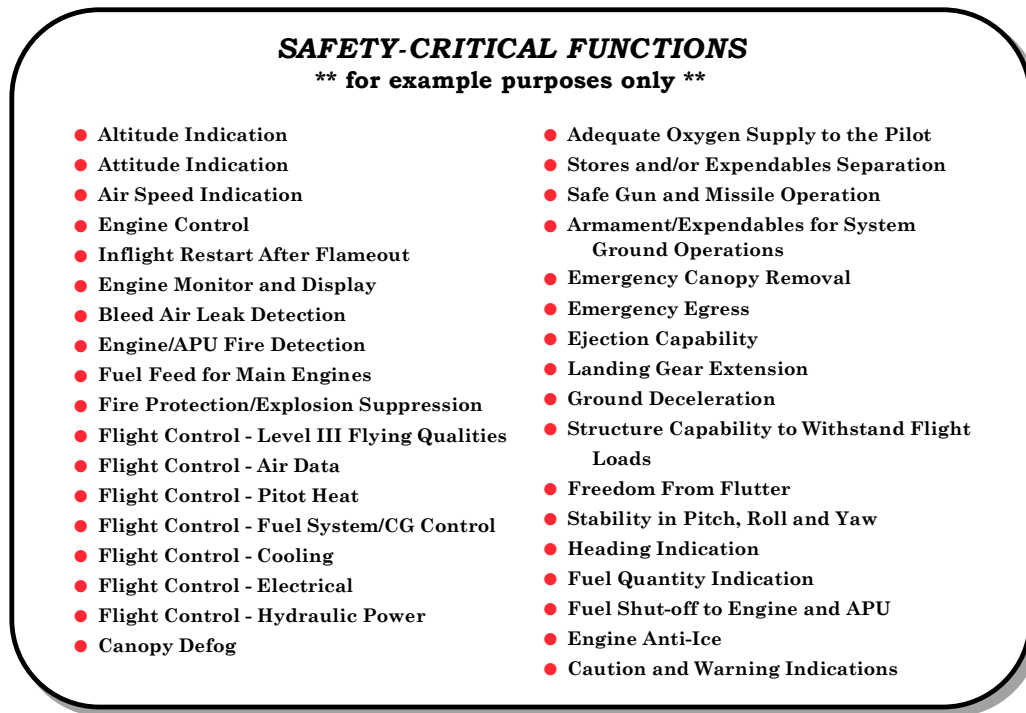 SAFETY-CRITICAL FUNCTIONS
** for example purposes only **
● Altitude Indication
● Attitude Indication
● Air Speed Indication
● Engine Control
● Inflight Restart After Flameout
● Engine Monitor and Display
● Bleed Air Leak Detection
● Engine/APU Fire Detection
● Fuel Feed for Main Engines
● Fire Protection/Explosion Suppression
● Flight Control - Level III Flying Qualities
● Flight Control - Air Data
● Flight Control - Pitot Heat
● Flight Control - Fuel System/CG Control
● Flight Control - Cooling
● Flight Control - Electrical
● Flight Control - Hydraulic Power
● Canopy Defog
● Adequate Oxygen Supply to the Pilot
● Stores and/or Expendables Separation
● Safe Gun and Missile Operation
● Armament/Expendables for System
Ground Operations
● Emergency Canopy Removal
● Emergency Egress
● Ejection Capability
● Landing Gear Extension
● Ground Deceleration
● Structure Capability to Withstand Flight
Loads
● Freedom From Flutter
● Stability in Pitch, Roll and Yaw
● Heading Indication
● Fuel Quantity Indication
● Fuel Shut-off to Engine and APU
● Engine Anti-Ice
● Caution and Warning Indications